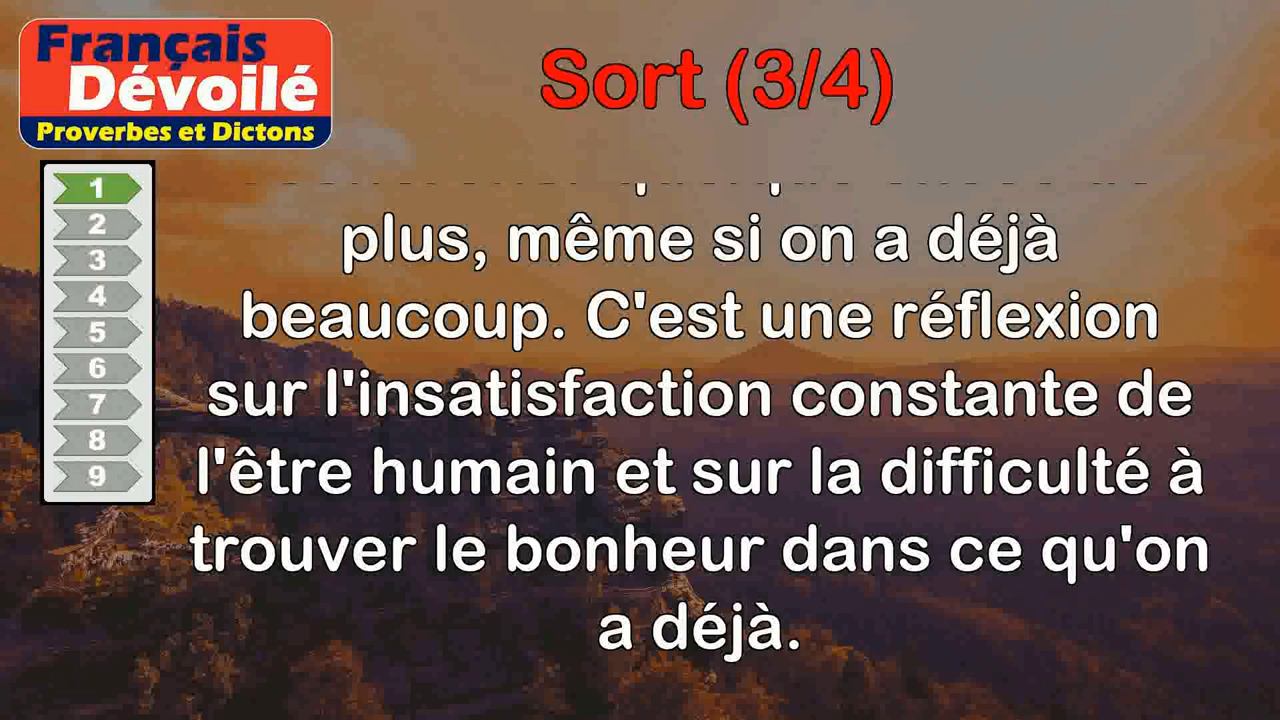 Français
Dévoilé
Proverbes et Dictons
Sort (3/4)
1
2
3
4
5
6
7
8
9
plus, même si on a déjà
beaucoup. C'est une réflexion
sur l'insatisfaction constante de
l'être humain et sur la difficulté à
trouver le bonheur dans ce qu'on
a déjà.